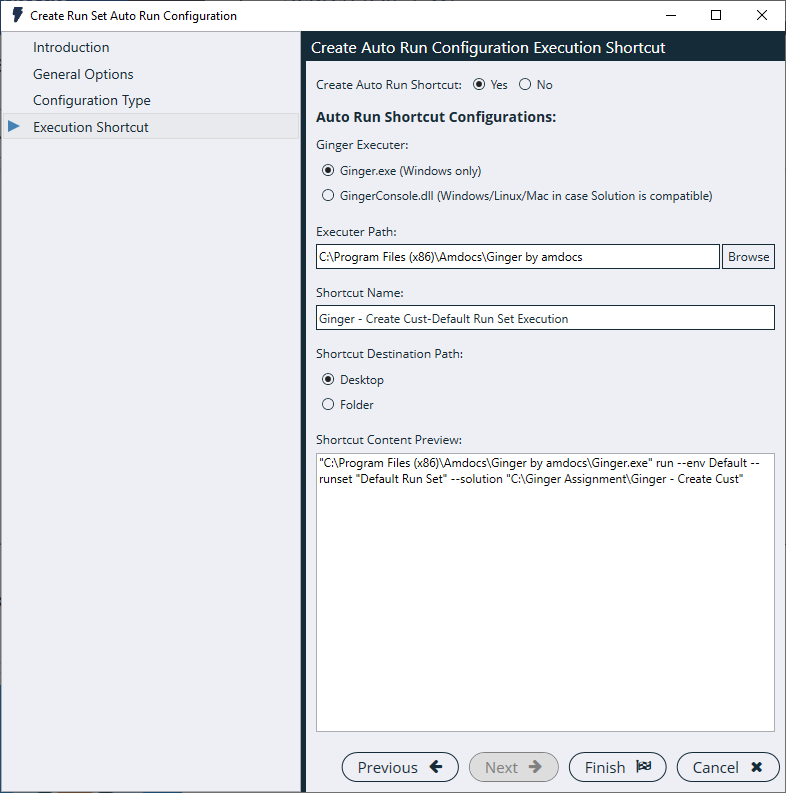 Create Run Set Auto Run Configuration
Introduction
General Options
Configuration Type
Execution Shortcut
Create Auto Run Configuration Execution Shortcut
Create Auto Run Shortcut: Yes No
Auto Run Shortcut Configurations:
Ginger Executer:
Ginger.exe (Windows only)
GingerConsole.dll (Windows/Linux/Mac in case Solution is compatible)
Executer Path:
C:\Program Files (x86)\Amdocs\Ginger by amdocs Browse
Shortcut Name:
Ginger - Create Cust-Default Run Set Execution
Shortcut Destination Path:
Desktop
Folder
Shortcut Content Preview:
"C:\Program Files (x86)\Amdocs\Ginger by amdocs\Ginger.exe" run --env Default --
runset "Default Run Set" --solution "C:\Ginger Assignment\Ginger - Create Cust"
Previous Next Finish Cancel